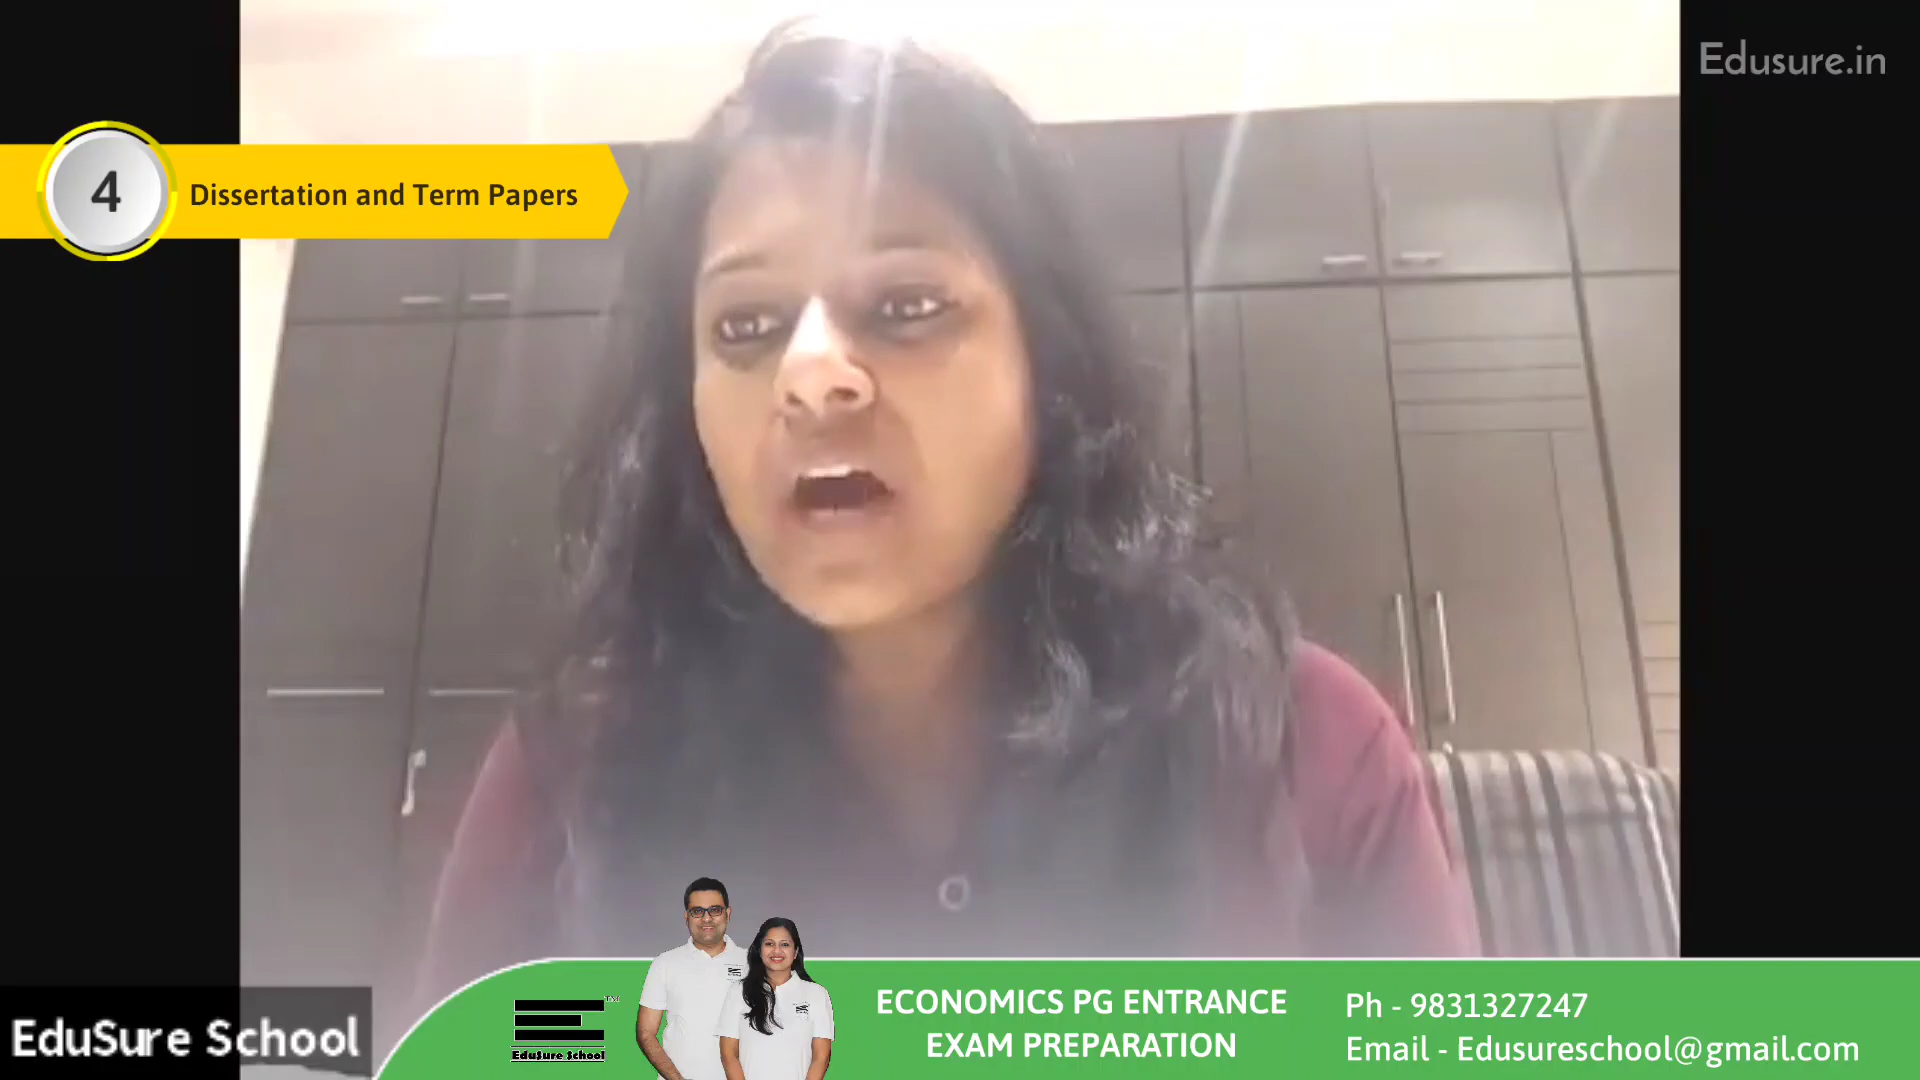 Edusure.in
4
Dissertation and Term Papers
EduSure School
TM
EduSure School
ECONOMICS PG ENTRANCE
EXAM PREPARATION
Ph - 9831327247
Email - Edusureschool@gmail.com